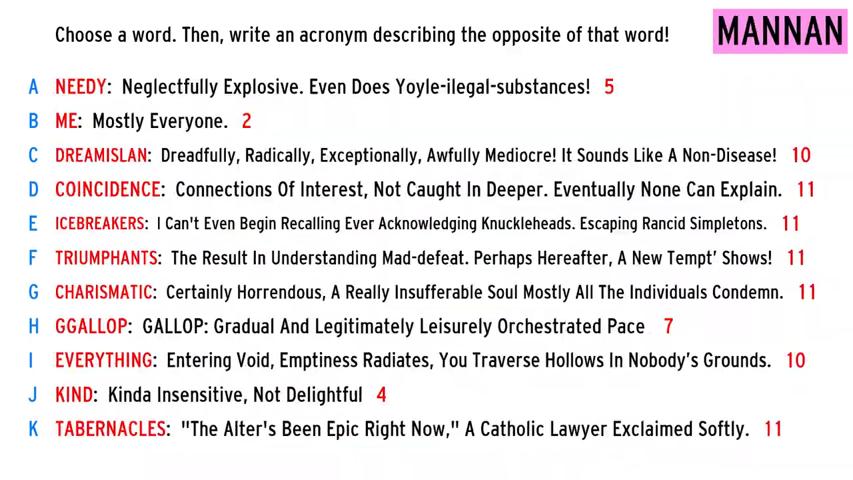 Choose a word. Then, write an acronym describing the opposite of that word! MANNAN
A NEEDY: Neglectfully Explosive. Even Does Yoyle-ilegal-substances! 5
B ME: Mostly Everyone. 2
C DREAMISLAN: Dreadfully, Radically, Exceptionally, Awfully Mediocre! It Sounds Like A Non-Disease! 10
D COINCIDENCE: Connections Of Interest, Not Caught In Deeper. Eventually None Can Explain. 11
E ICEBREAKERS: I Can't Even Begin Recalling Ever Acknowledging Knuckleheads. Escaping Rancid Simpletons. 11
F TRIUMPHANTS: The Result In Understanding Mad-defeat. Perhaps Hereafter, A New Tempt' Shows! 11
G CHARISMATIC: Certainly Horrendous, A Really Insufferable Soul Mostly All The Individuals Condemn. 11
H GGALLOP: GALLOP: Gradual And Legitimately Leisurely Orchestrated Pace 7
I EVERYTHING: Entering Void, Emptiness Radiates, You Traverse Hollows In Nobody's Grounds. 10
J KIND: Kinda Insensitive, Not Delightful 4
K TABERNACLES: "The Alter's Been Epic Right Now," A Catholic Lawyer Exclaimed Softly. 11